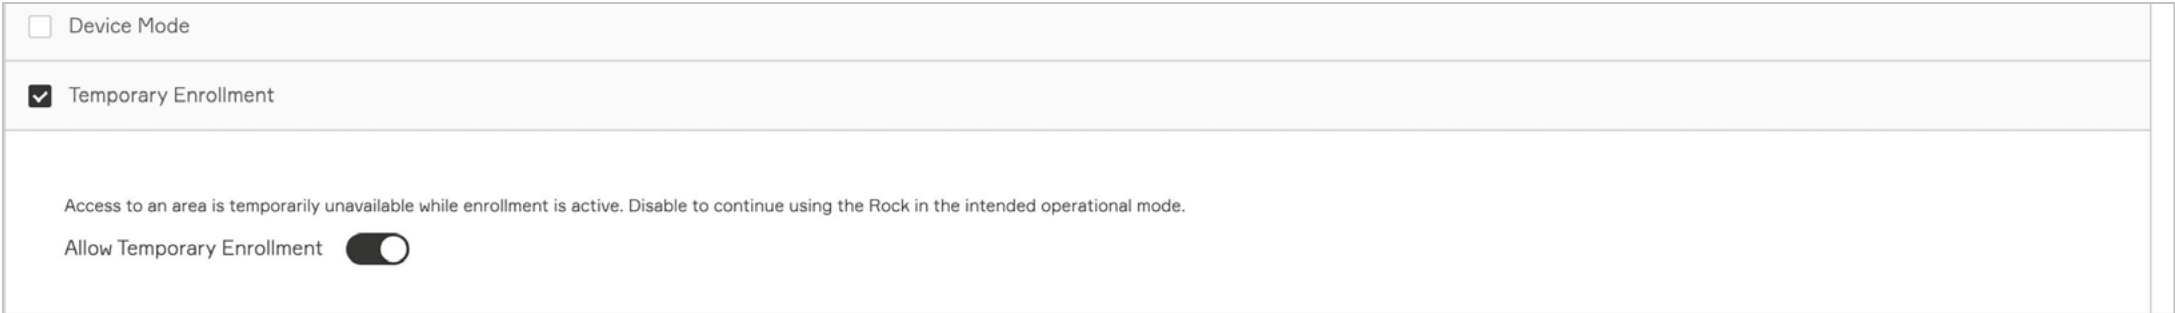 Device Mode
Temporary Enrollment
Access to an area is temporarily unavailable while enrollment is active. Disable to continue using the Rock in the intended operational mode.
Allow Temporary Enrollment